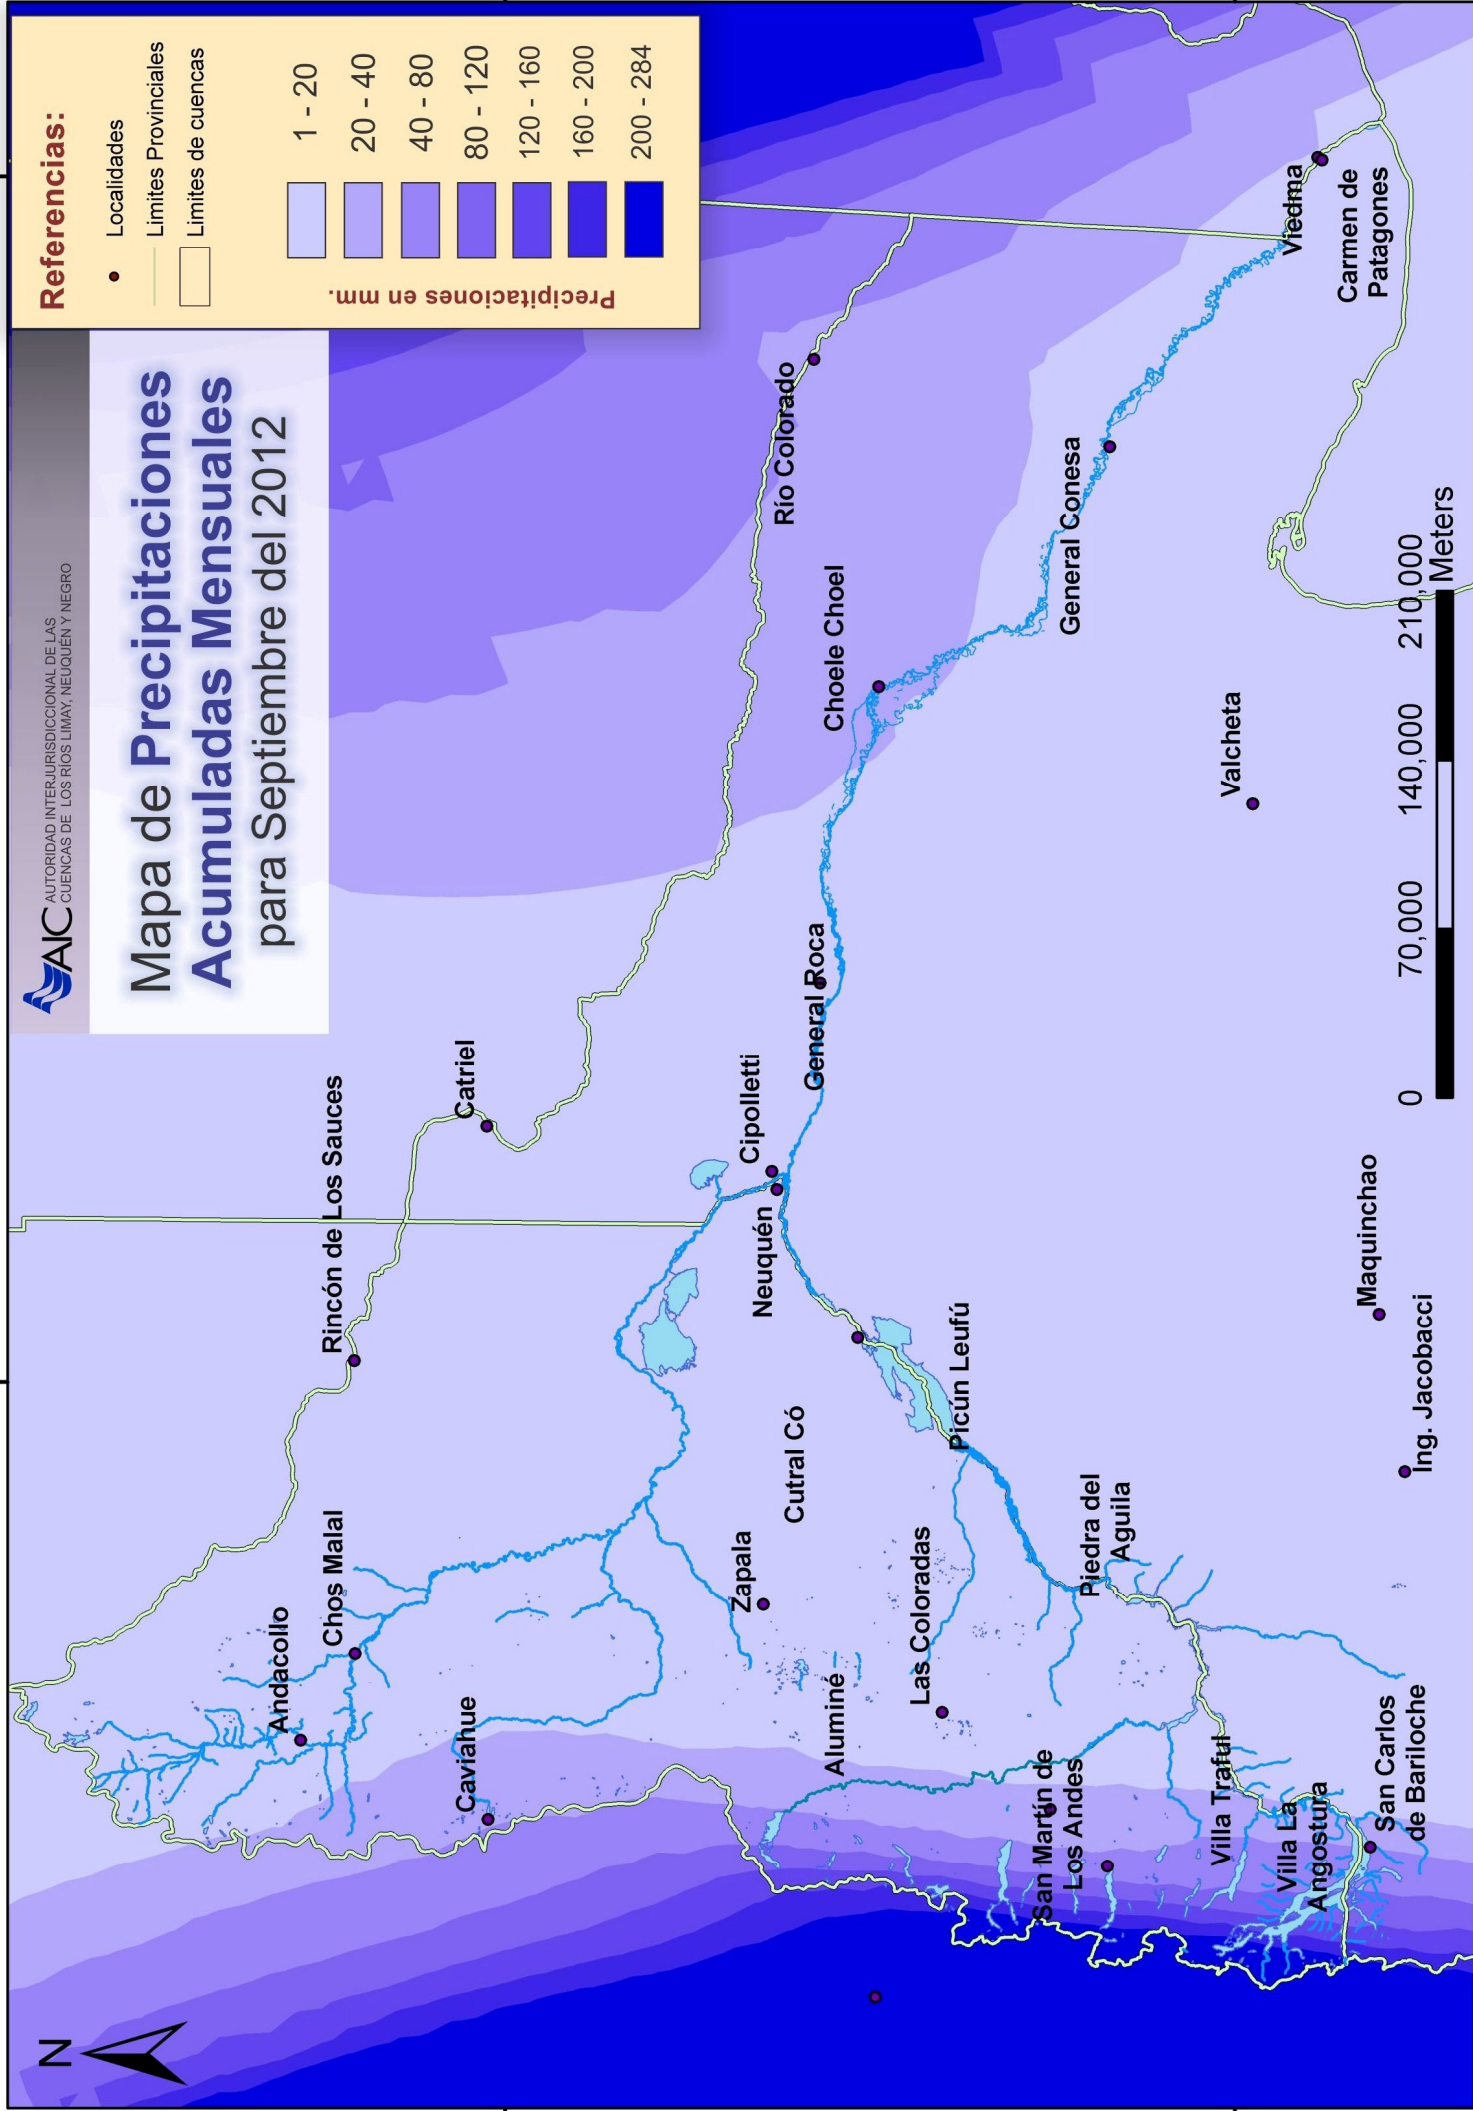 AIC
AUTORIDAD INTERJURISDICCIONAL DE LAS
CUENCAS DE LOS RÍOS LIMAY, NEUQUÉN Y NEGRO
Mapa de Precipitaciones
Acumuladas Mensuales
para Septiembre del 2012
Referencias:
Localidades
Limites Provinciales
Limites de cuencas
Precipitaciones en mm.
1 - 20
20 - 40
40 - 80
80 - 120
120 - 160
160 - 200
200 - 284
N
Andacollo
Chos Malal
Rincón de Los Sauces
Catriel
Caviahue
Zapala
Cutral Có
Neuquén
Cipolletti
General Roca
Choele Choel
Río Colorado
Aluminé
Las Coloradas
Picún Leufú
San Martín de
Los Andes
Piedra del
Aguila
General Conesa
Villa Traful
Villa La
Angostura
San Carlos
de Bariloche
Ing. Jacobacci
Maquinchao
Valcheta
Viedma
Carmen de
Patagones
0 70,000 140,000 210,000
Meters